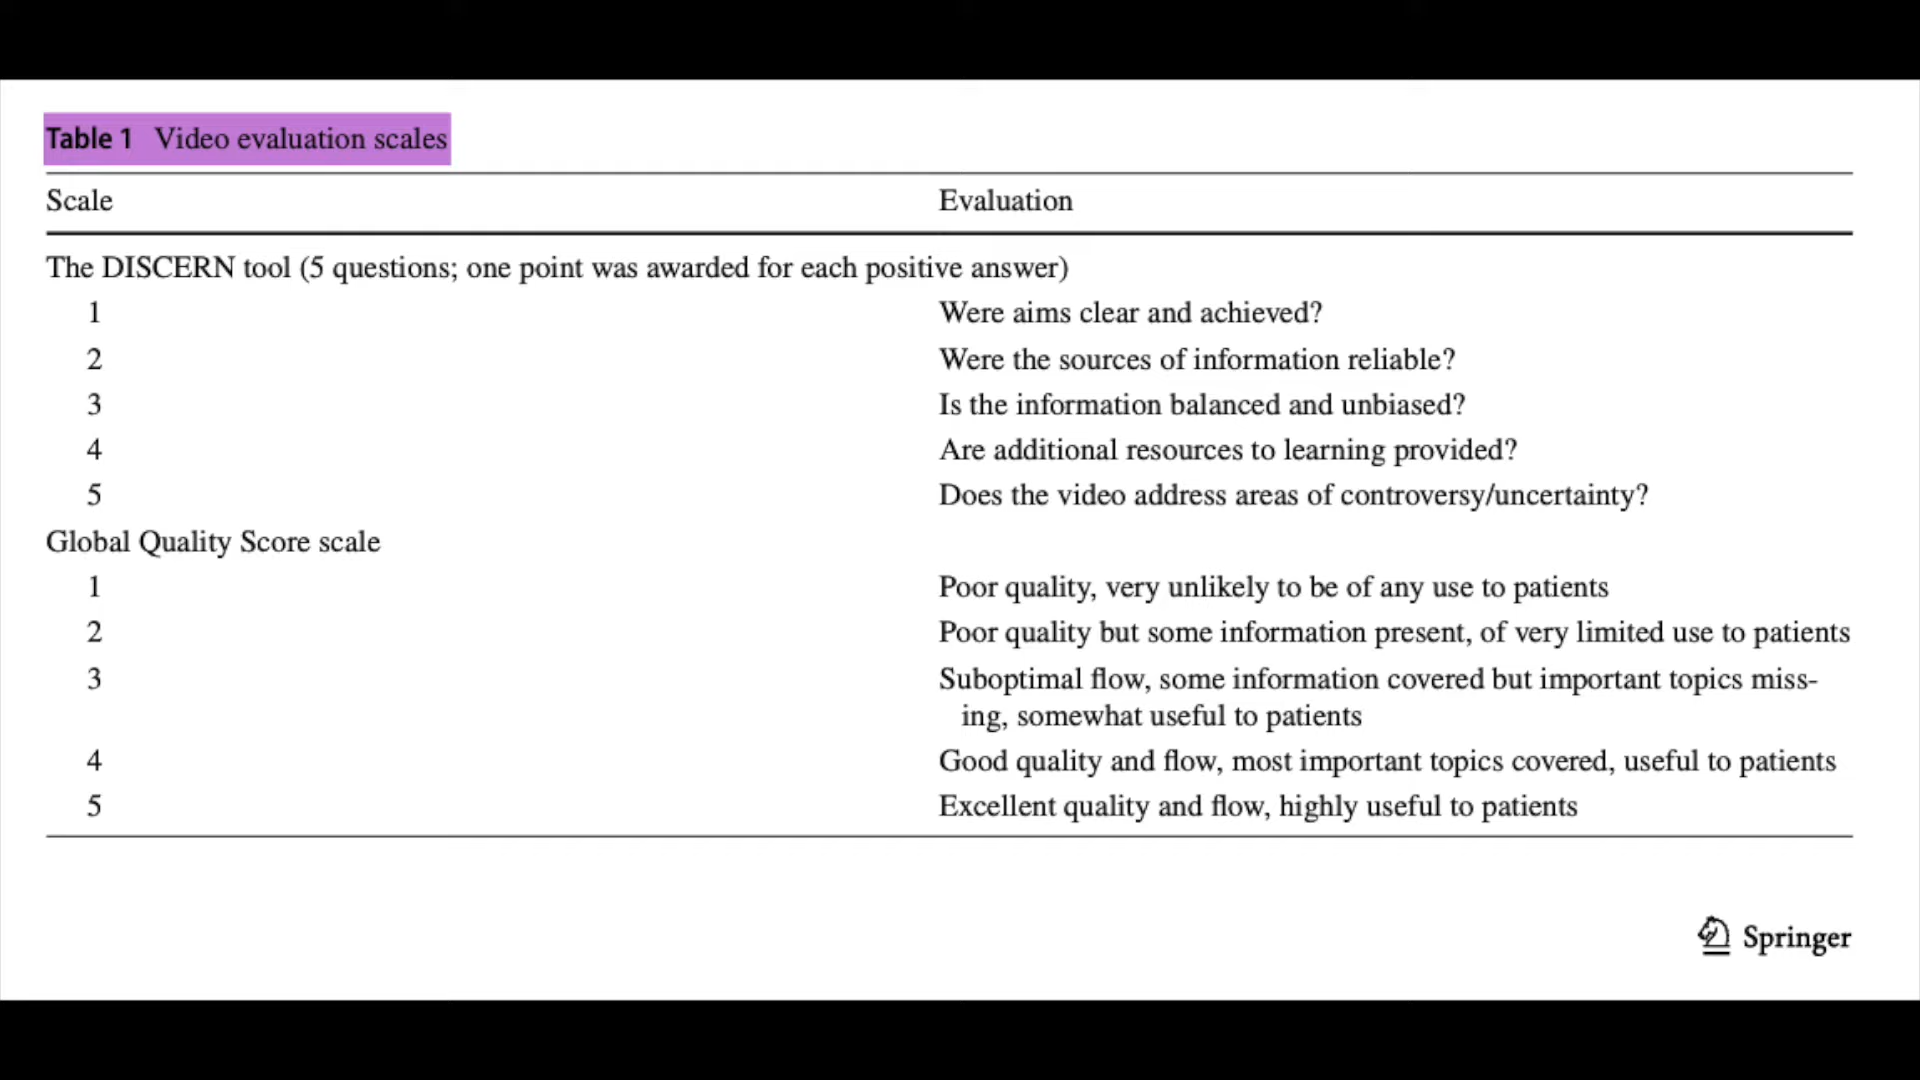 Table 1 Video evaluation scales
Scale Evaluation
The DISCERN tool (5 questions; one point was awarded for each positive answer)
1 Were aims clear and achieved?
2 Were the sources of information reliable?
3 Is the information balanced and unbiased?
4 Are additional resources to learning provided?
5 Does the video address areas of controversy/uncertainty?
Global Quality Score scale
1 Poor quality, very unlikely to be of any use to patients
2 Poor quality but some information present, of very limited use to patients
3 Suboptimal flow, some information covered but important topics miss-
ing, somewhat useful to patients
4 Good quality and flow, most important topics covered, useful to patients
5 Excellent quality and flow, highly useful to patients
Springer